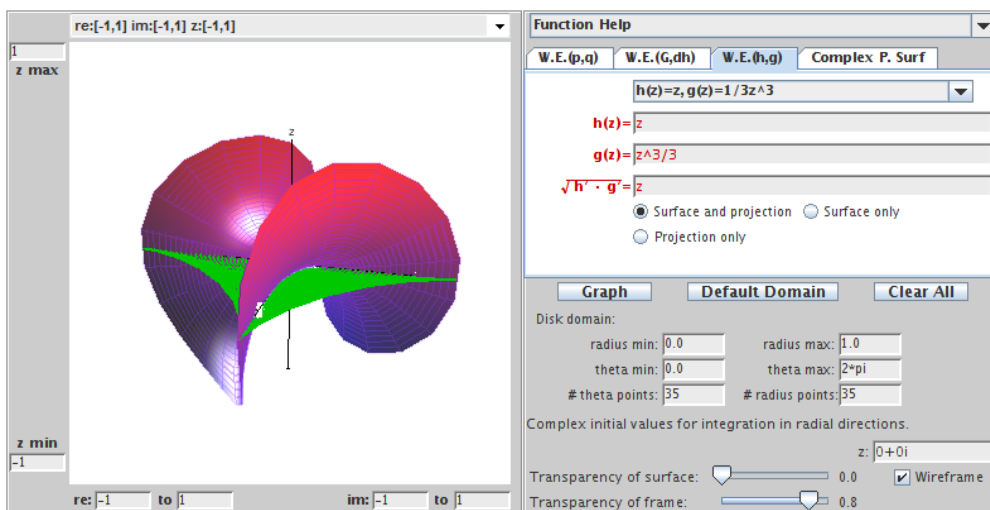 re:[-1,1] im:[-1,1] z:[-1,1]
1
z max
z
z min
-1
re: -1 to 1 im: -1 to 1
Function Help
W.E.(p,q) W.E.(G,dh) W.E.(h,g) Complex P. Surf
h(z)=z, g(z)=1/3z^3
h(z)= z
g(z)= z^3/3
√h' · g' = z
Surface and projection Surface only
Projection only
Graph Default Domain Clear All
Disk domain:
radius min: 0.0 radius max: 1.0
theta min: 0.0 theta max: 2*pi
# theta points: 35 # radius points: 35
Complex initial values for integration in radial directions.
z: 0+0i
Transparency of surface: 0.0 Wireframe
Transparency of frame: 0.8